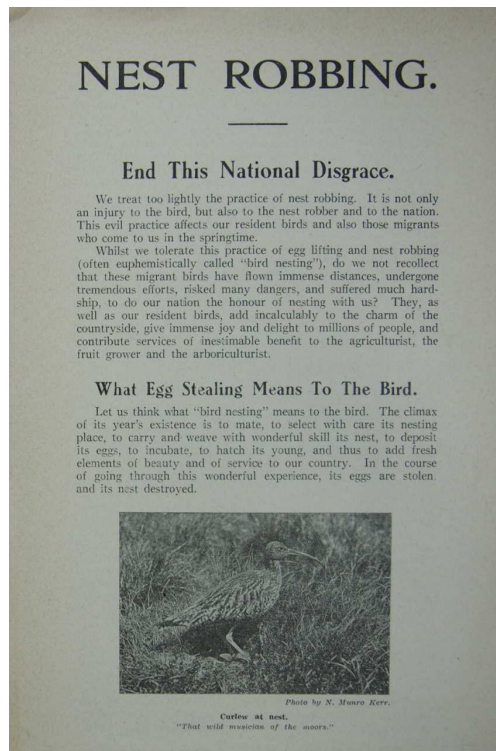 NEST ROBBING.
End This National Disgrace.
We treat too lightly the practice of nest robbing. It is not only
an injury to the bird, but also to the nest robber and to the nation.
This evil practice affects our resident birds and also those migrants
who come to us in the springtime.
Whilst we tolerate this practice of egg lifting and nest robbing
(often euphemistically called "bird nesting"), do we not recollect
that these migrant birds have flown immense distances, undergone
tremendous efforts, risked many dangers, and suffered much hard-
ship, to do our nation the honour of nesting with us? They, as
well as our resident birds, add incalculably to the charm of the
countryside, give immense joy and delight to millions of people, and
contribute services of inestimable benefit to the agriculturist, the
fruit grower and the arboriculturist.
What Egg Stealing Means To The Bird.
Let us think what "bird nesting" means to the bird. The climax
of its year's existence is to mate, to select with care its nesting
place, to carry and weave with wonderful skill its nest, to deposit
its eggs, to incubate, to hatch its young, and thus to add fresh
elements of beauty and of service to our country. In the course
of going through this wonderful experience, its eggs are stolen
and its nest destroyed.
Photo by N. Munro Kerr.
Curlew at nest.
"That wild musician of the moors."